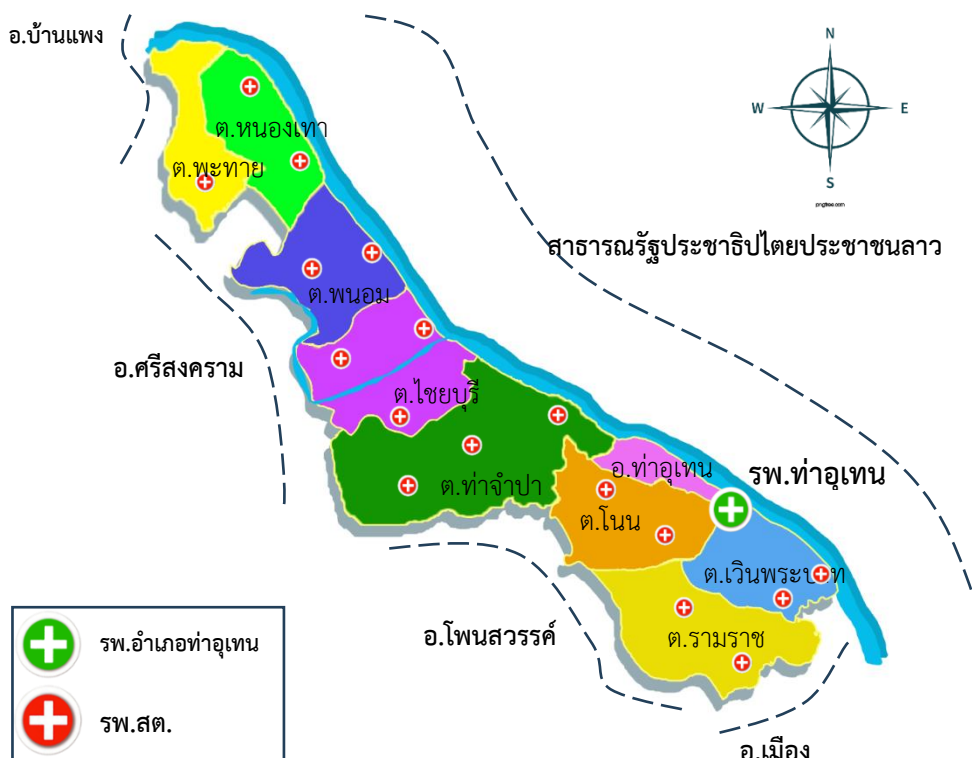 อ.บ้านแพง
N
W
E
S
pngtree.com
ต.หนองเทา
ต.พะทาย
สาธารณรัฐประชาธิปไตยประชาชนลาว
ต.พนอม
อ.ศรีสงคราม
ต.ไชยบุรี
อ.ท่าอุเทน
รพ.ท่าอุเทน
ต.ท่าจำปา
ต.โนน
ต.เวินพระบาท
อ.โพนสวรรค์
ต.รามราช
รพ.อำเภอท่าอุเทน
รพ.สต.
อ.เมือง